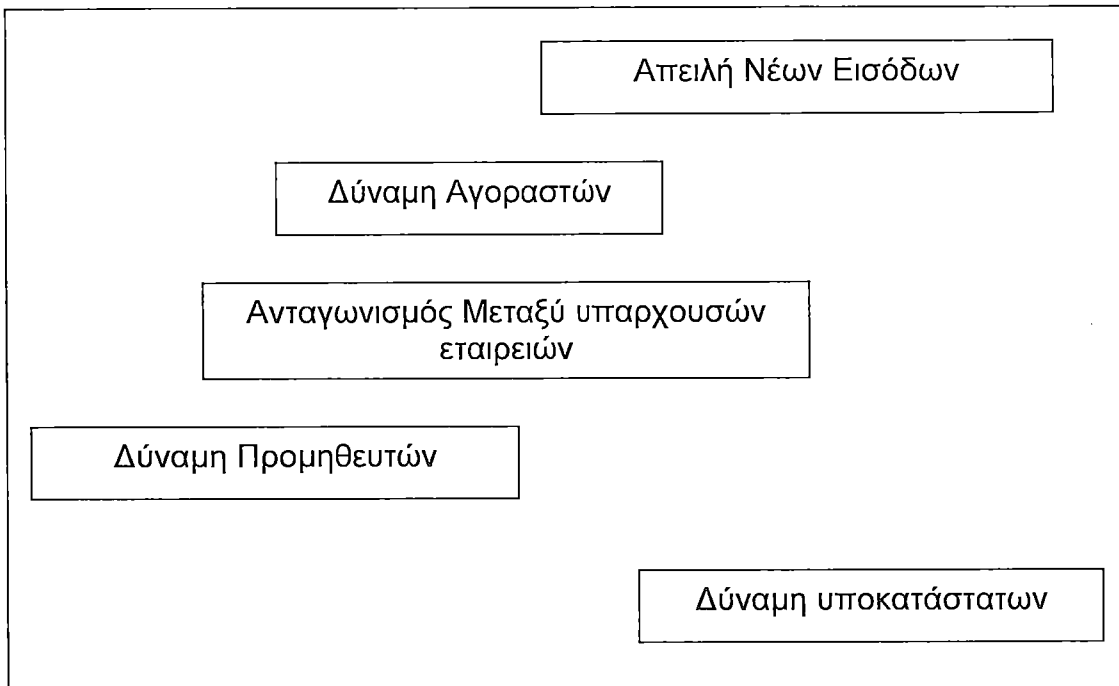 Απειλή Νέων Εισόδων
Δύναμη Αγοραστών
Ανταγωνισμός Μεταξύ υπαρχουσών
εταιρειών
Δύναμη Προμηθευτών
Δύναμη υποκατάστατων